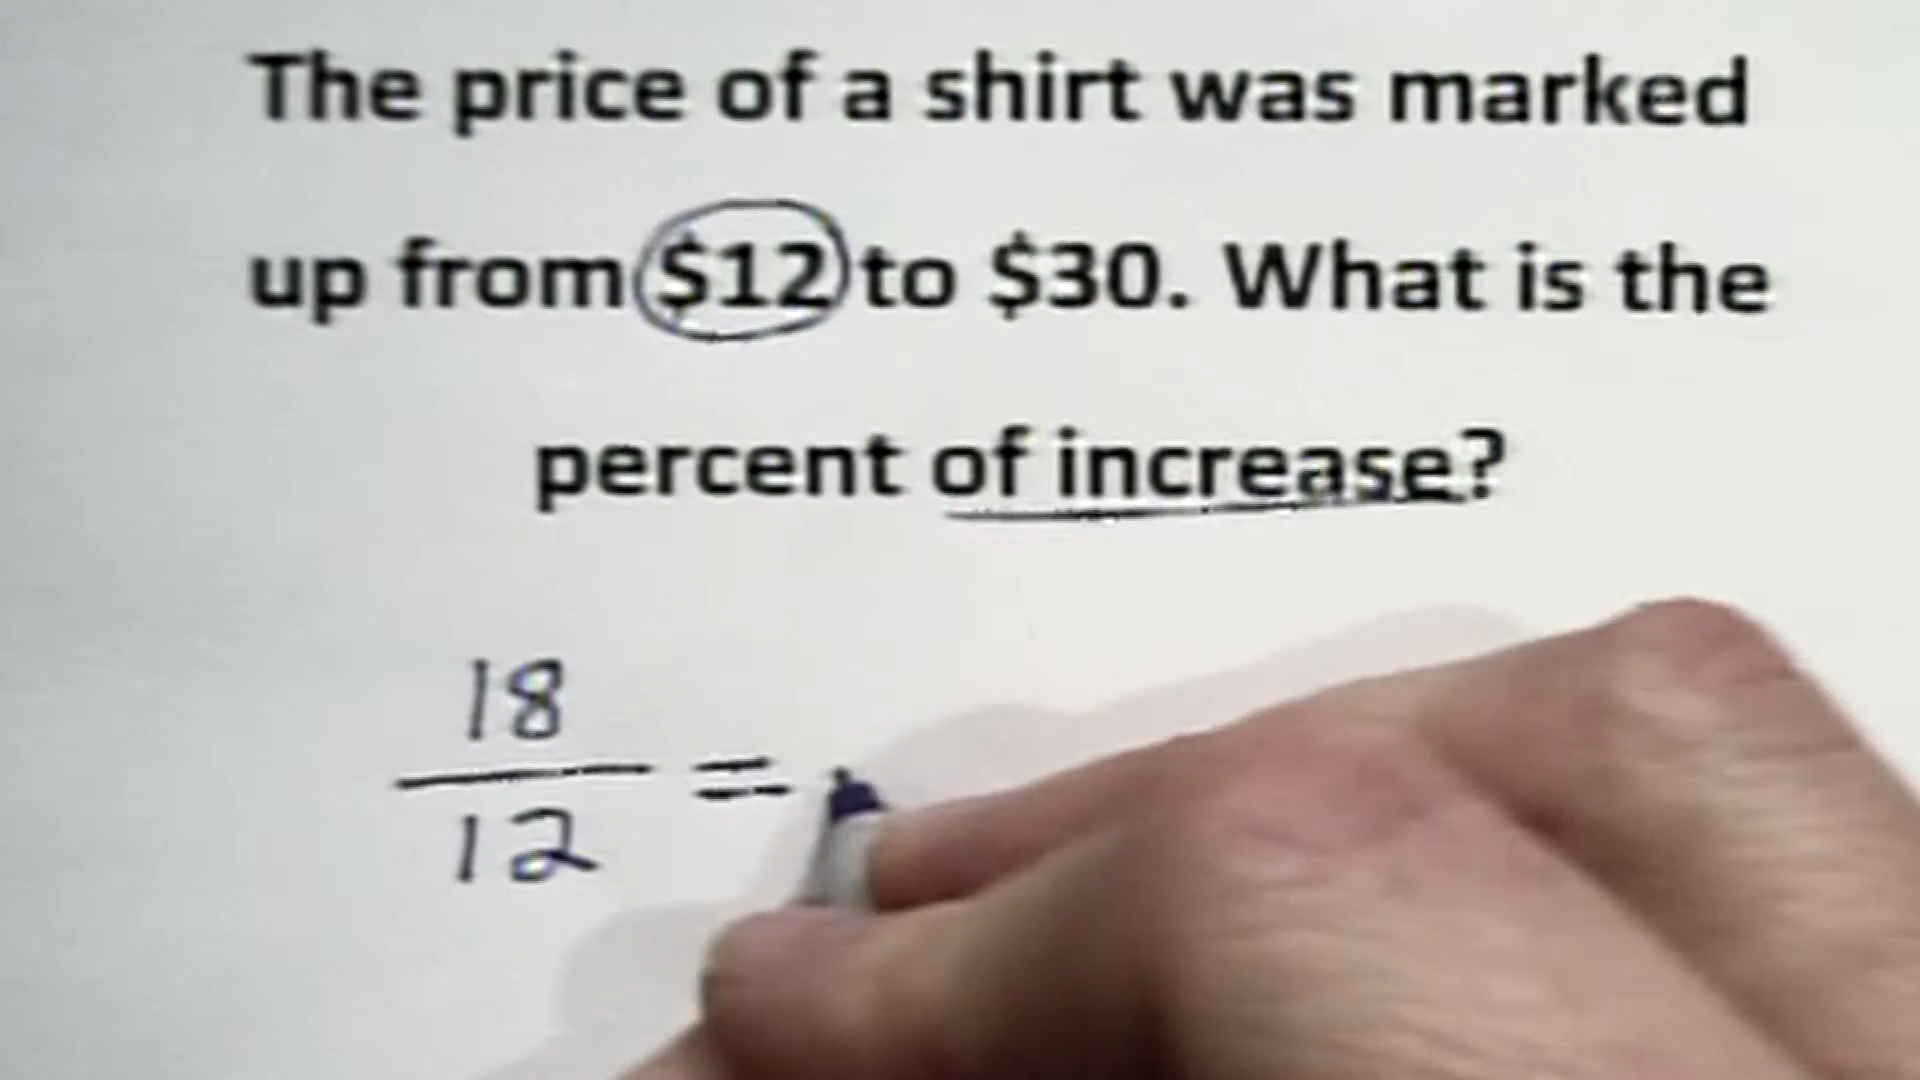 The price of a shirt was marked
up from $12 to $30. What is the
percent of increase?
18
=
12